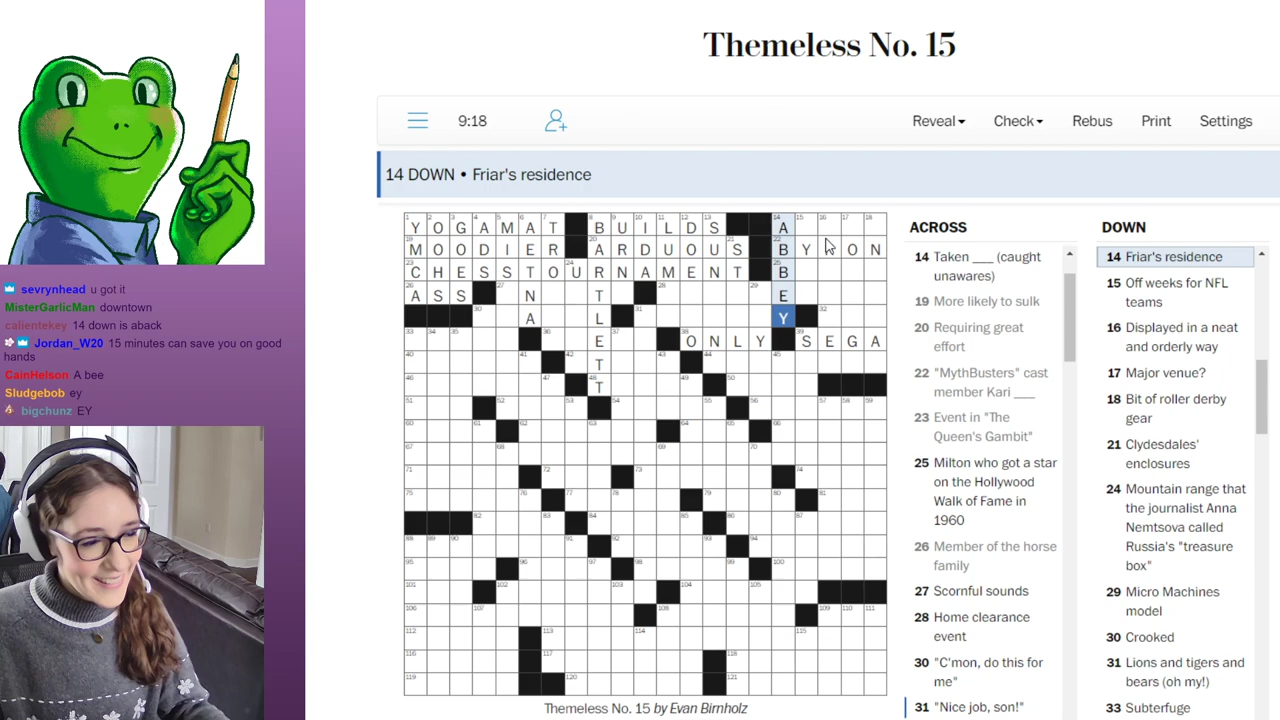 Themeless No. 15
9:18
Reveal
Check
Rebus
Print
Settings
14 DOWN • Friar's residence
YOGAMAT BUILDS A
MOODIER ARDUOUS BYRON
CHESSTOURNAMENT B
ASS N T E
A L Y
E ONLY SEGA
T
T
Themeless No. 15 by Evan Birnholz
ACROSS
14 Taken ___ (caught
unawares)
19 More likely to sulk
20 Requiring great
effort
22 "MythBusters" cast
member Kari ___
23 Event in "The
Queen's Gambit"
25 Milton who got a star
on the Hollywood
Walk of Fame in
1960
26 Member of the horse
family
27 Scornful sounds
28 Home clearance
event
30 "C'mon, do this for
me"
31 "Nice job, son!"
DOWN
14 Friar's residence
15 Off weeks for NFL
teams
16 Displayed in a neat
and orderly way
17 Major venue?
18 Bit of roller derby
gear
21 Clydesdales'
enclosures
24 Mountain range that
the journalist Anna
Nemtsova called
Russia's "treasure
box"
29 Micro Machines
model
30 Crooked
31 Lions and tigers and
bears (oh my!)
33 Subterfuge
sevrynhead u got it
MisterGarlicMan downtown
calientekey 14 down is aback
Jordan_W20 15 minutes can save you on good
hands
CainHelson A bee
Sludgebob ey
bigchunz EY